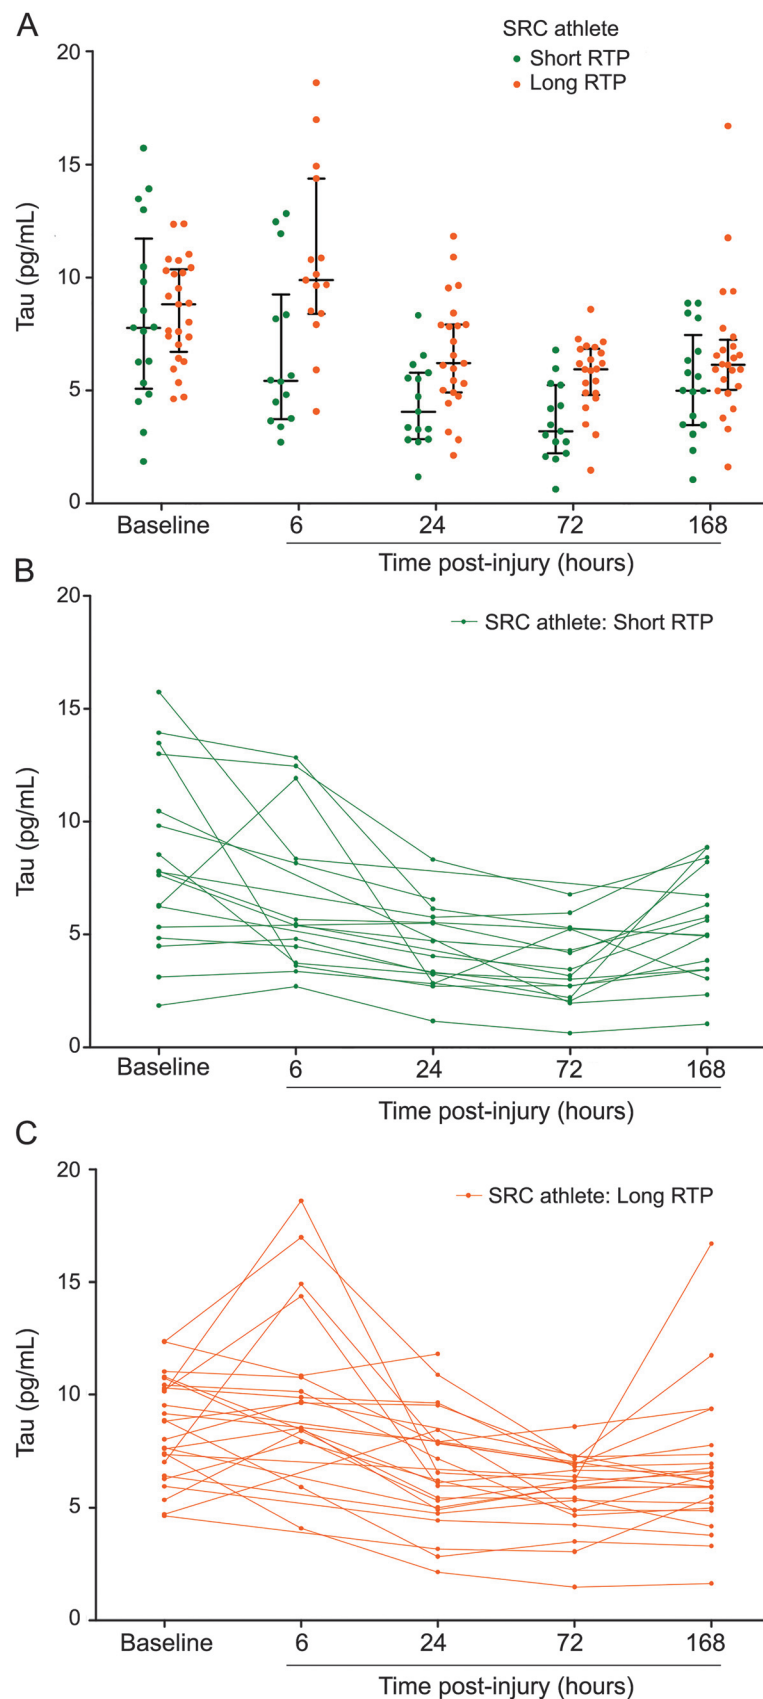 A
SRC athlete
Short RTP
Long RTP
20
15
10
5
0
Tau (pg/mL)
Baseline 6 24 72 168
Time post-injury (hours)
B
SRC athlete: Short RTP
20
15
10
5
0
Tau (pg/mL)
Baseline 6 24 72 168
Time post-injury (hours)
C
SRC athlete: Long RTP
20
15
10
5
0
Tau (pg/mL)
Baseline 6 24 72 168
Time post-injury (hours)